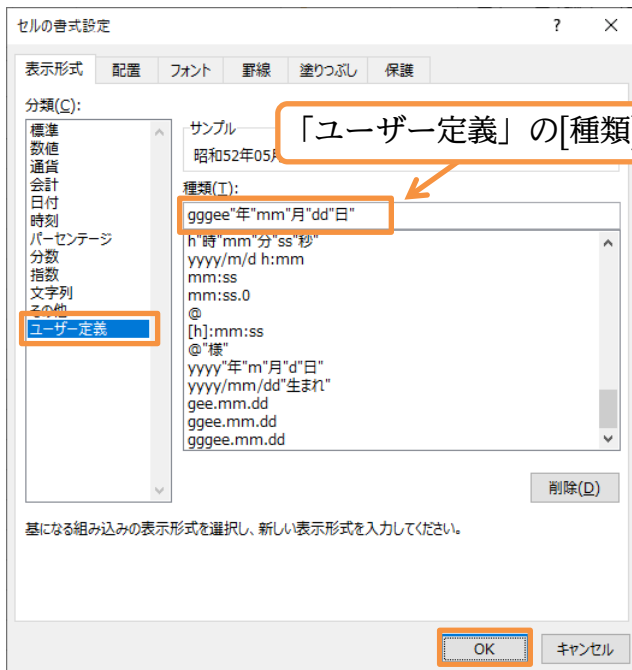 セルの書式設定
? ×
表示形式 配置 フォント 罫線 塗りつぶし 保護
分類(C):
標準
数値
通貨
会計
日付
時刻
パーセンテージ
分数
指数
文字列
その他
ユーザー定義
サンプル
昭和52年05月
「ユーザー定義」の[種類]
種類(T):
gggee"年"mm"月"dd"日"
h"時"mm"分"ss"秒"
yyyy/m/d h:mm
mm:ss
mm:ss.0
@
[h]:mm:ss
@"様"
yyyy"年"m"月"d"日"
yyyy/mm/dd"生まれ"
gee.mm.dd
ggee.mm.dd
gggee.mm.dd
削除(D)
基になる組み込みの表示形式を選択し、新しい表示形式を入力してください。
OK キャンセル